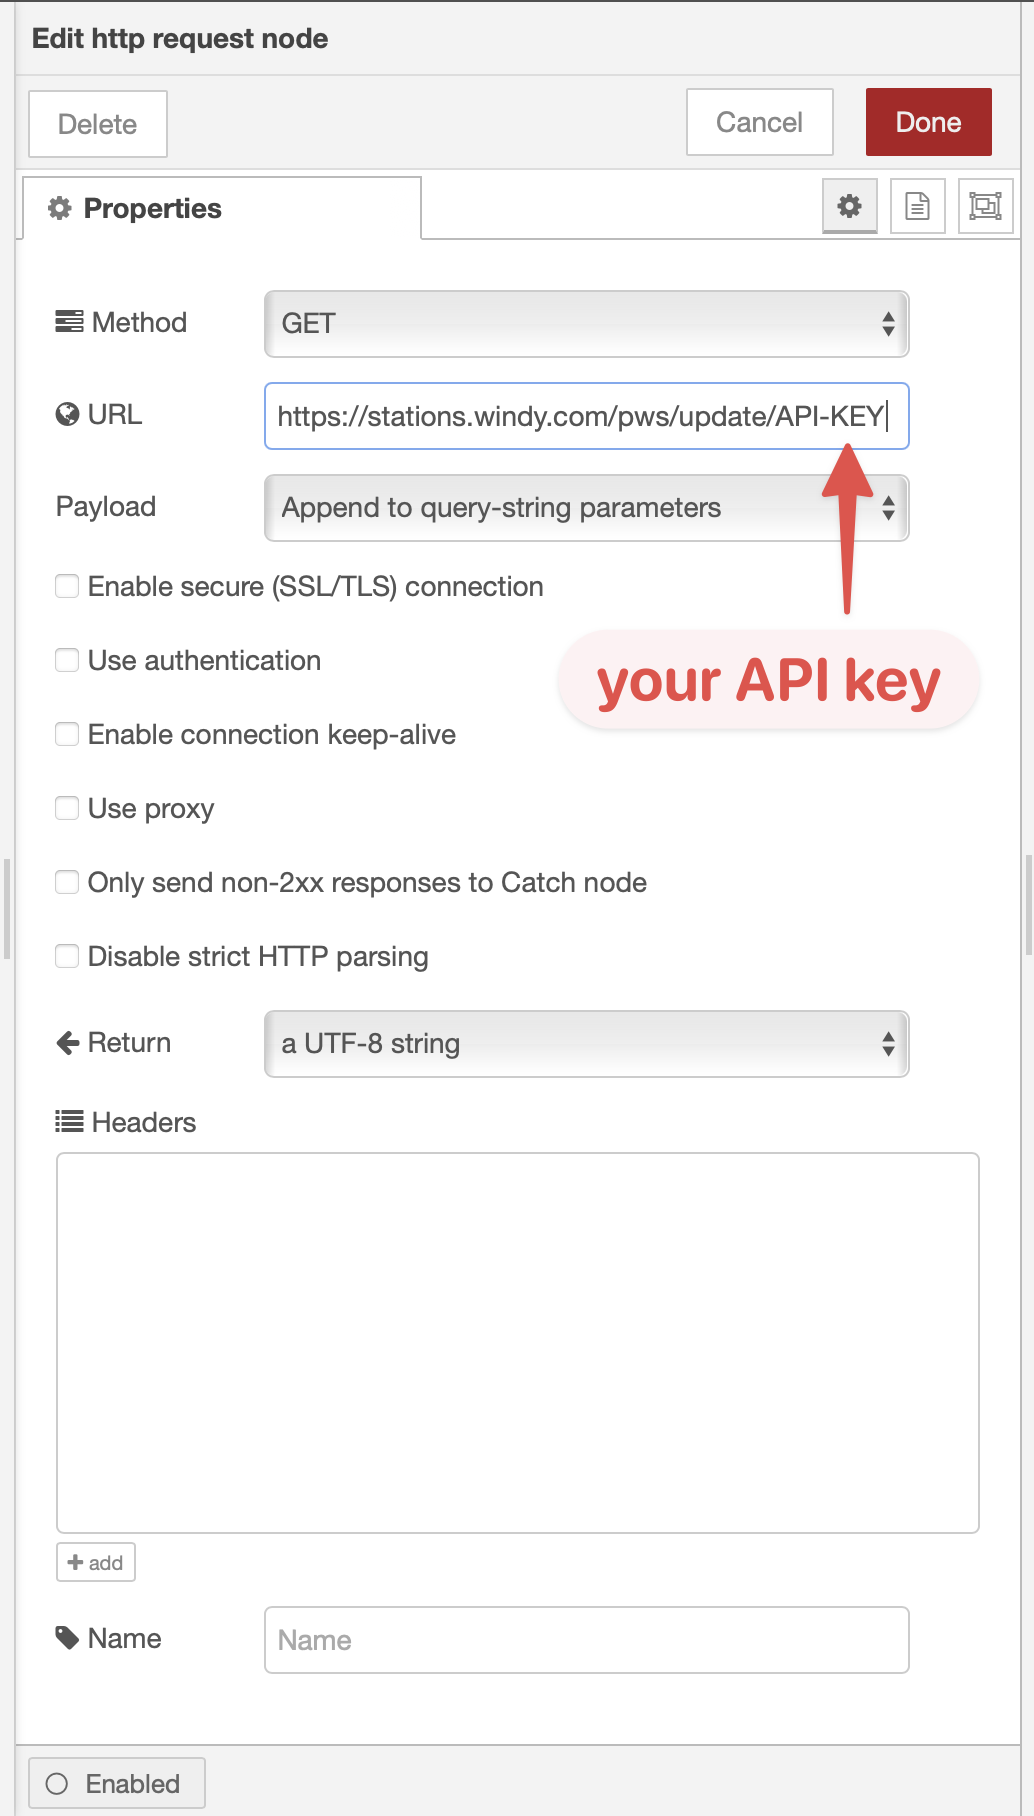 Edit http request node
Delete
Cancel
Done
Properties
Method
GET
URL
https://stations.windy.com/pws/update/API-KEY
Payload
Append to query-string parameters
Enable secure (SSL/TLS) connection
Use authentication
your API key
Enable connection keep-alive
Use proxy
Only send non-2xx responses to Catch node
Disable strict HTTP parsing
Return
a UTF-8 string
Headers
+ add
Name
Name
Enabled